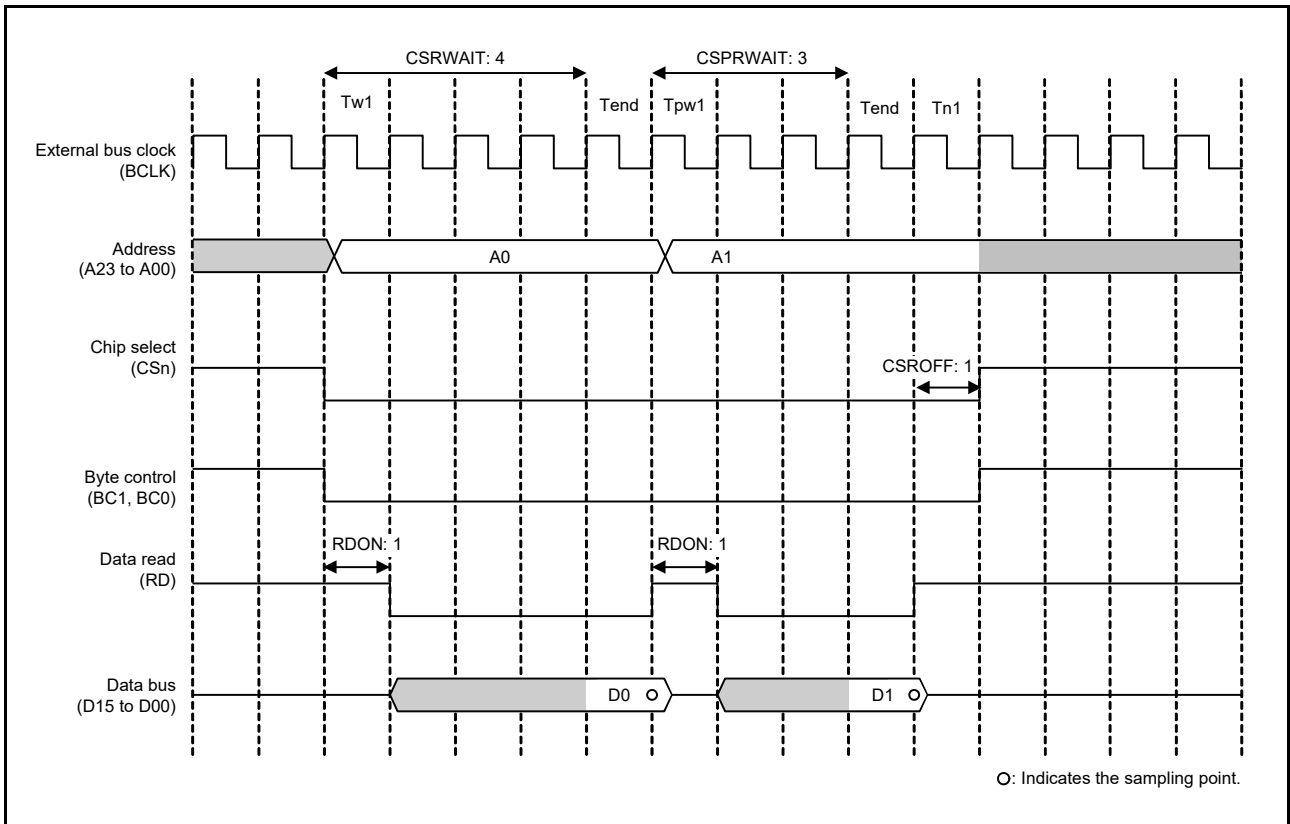 CSRWAIT: 4
CSPRWAIT: 3
Tw1
Tend
Tpw1
Tend
Tn1
External bus clock
(BCLK)
Address
(A23 to A00)
A0
A1
Chip select
(CSn)
CSROFF: 1
Byte control
(BC1, BC0)
RDON: 1
RDON: 1
Data read
(RD)
Data bus
(D15 to D00)
D0
D1
O: Indicates the sampling point.